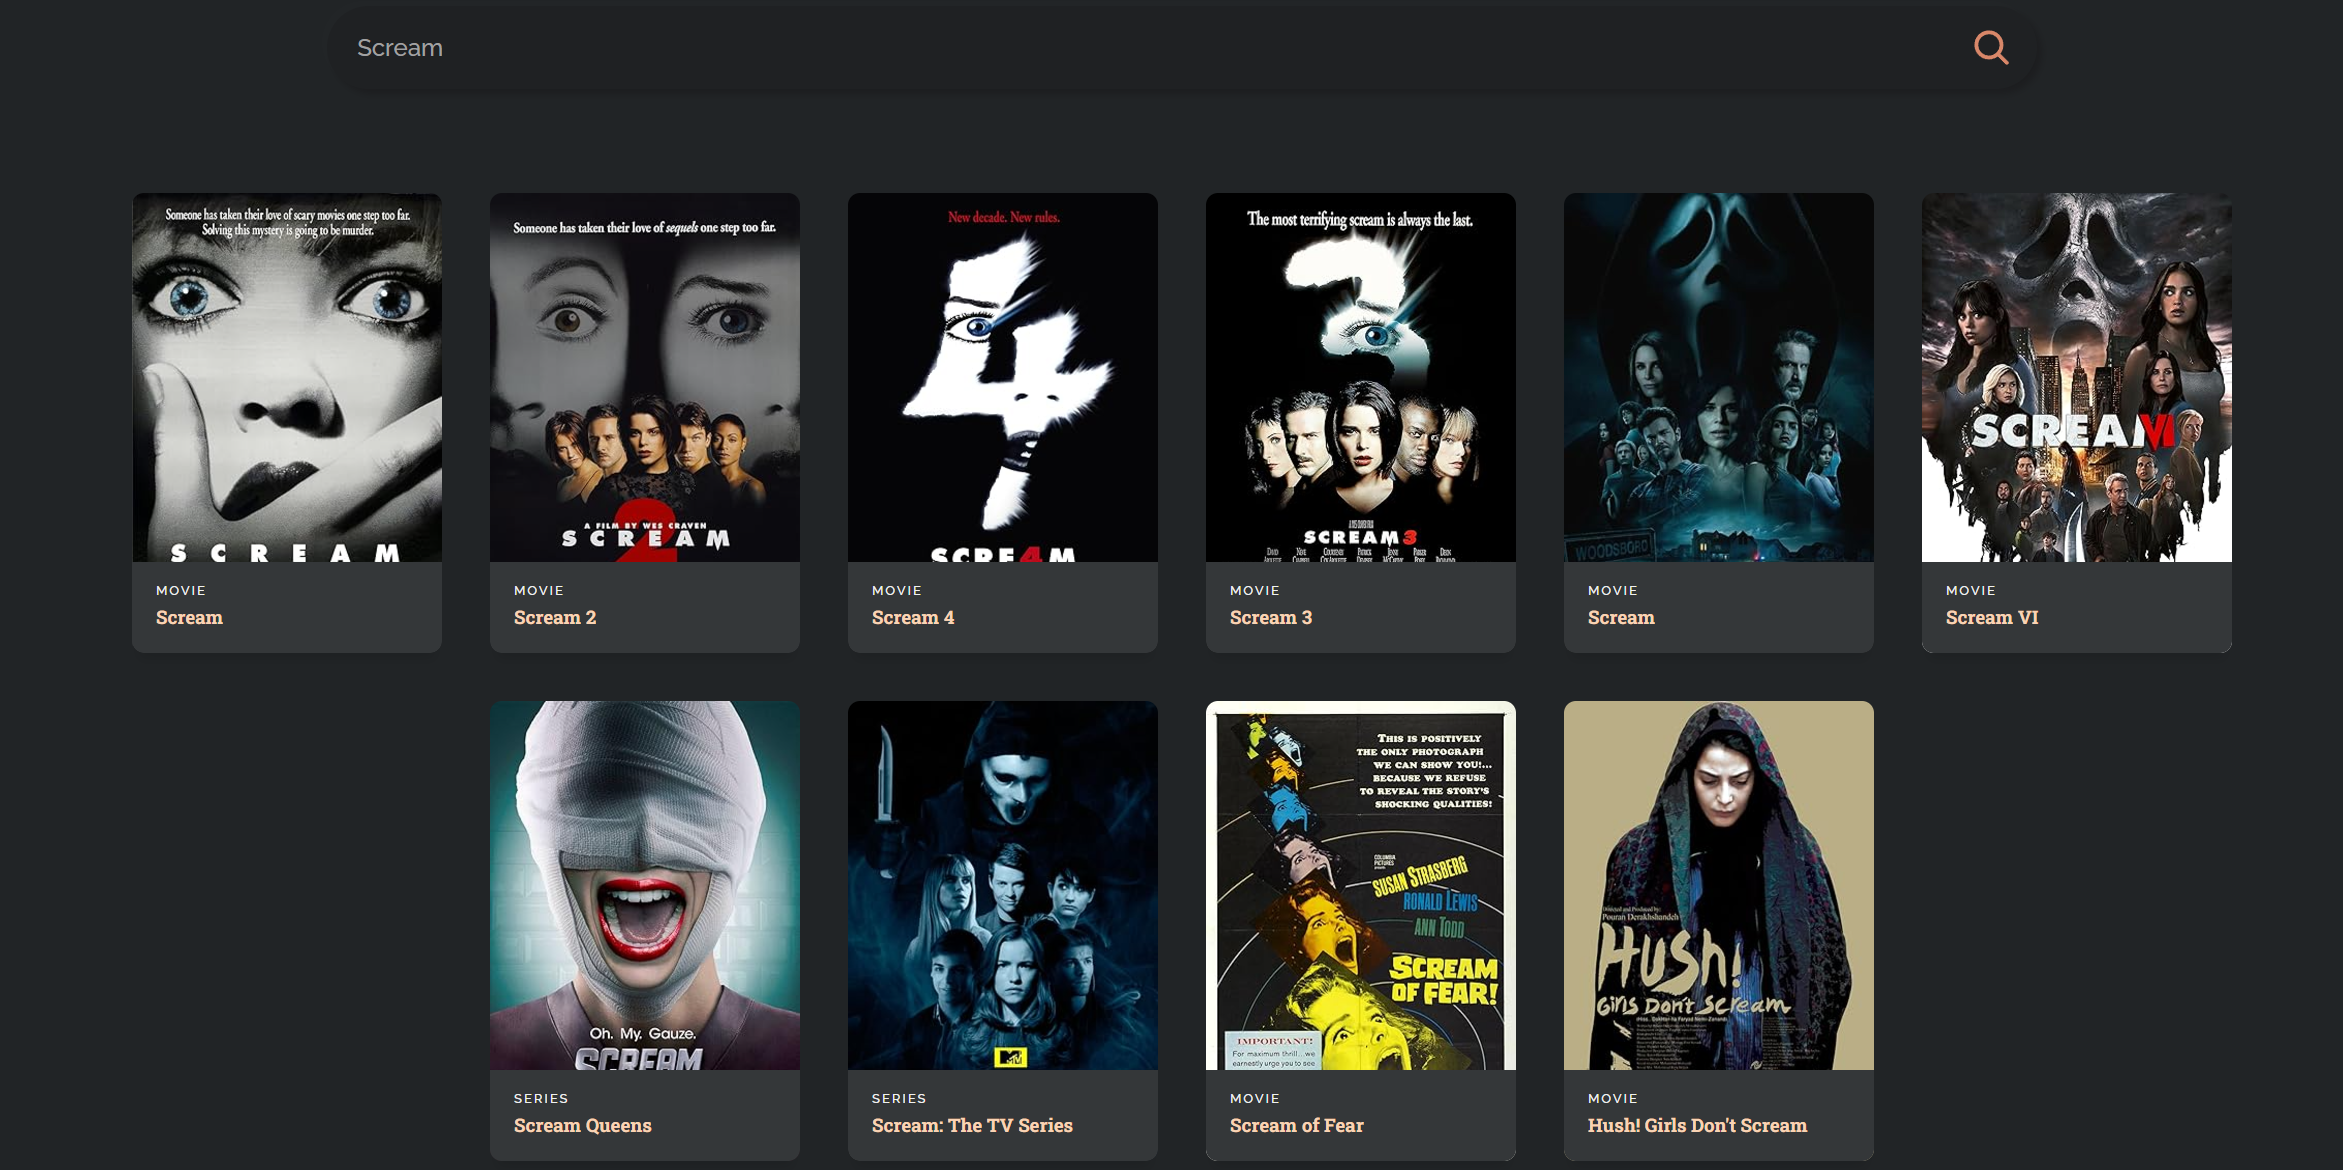 Scream
Someone has taken their love of scary movies one step too far.
Solving this mystery is going to be murder.
SCREAM
MOVIE
Scream
Someone has taken their love of sequels one step too far.
A FILM BY WES CRAVEN
SCREAM
2
MOVIE
Scream 2
New decade. New rules.
4
SCRE4M
MOVIE
Scream 4
The most terrifying scream is always the last.
3
SCREAM 3
MOVIE
Scream 3
WOODSBORO
MOVIE
Scream
SCREAM VI
MOVIE
Scream VI
Oh. My. Gauze.
SCREAM
SERIES
Scream Queens
MTV
SERIES
Scream: The TV Series
THIS IS POSITIVELY
THE ONLY PHOTOGRAPH
WE CAN SHOW YOU!...
BECAUSE WE REFUSE
TO REVEAL THE STORY'S
SHOCKING QUALITIES!
COLUMBIA
PICTURES
SUSAN STRASBERG
RONALD LEWIS
ANN TODD
SCREAM
OF FEAR!
IMPORTANT!
For maximum thrill...we
earnestly urge you to see
MOVIE
Scream of Fear
Directed and Produced by:
Pouran Derakhshandeh
HUSH!
GIRLS DON'T SCREAM
MOVIE
Hush! Girls Don't Scream